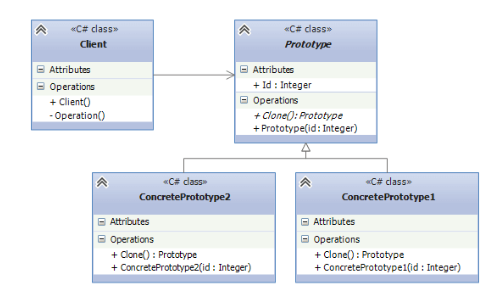 «C# class»
Client
Attributes
Operations
+ Client()
- Operation()
«C# class»
Prototype
Attributes
+ Id : Integer
Operations
+ Clone() : Prototype
+ Prototype(id : Integer)
«C# class»
ConcretePrototype2
Attributes
Operations
+ Clone() : Prototype
+ ConcretePrototype2(id : Integer)
«C# class»
ConcretePrototype1
Attributes
Operations
+ Clone() : Prototype
+ ConcretePrototype1(id : Integer)